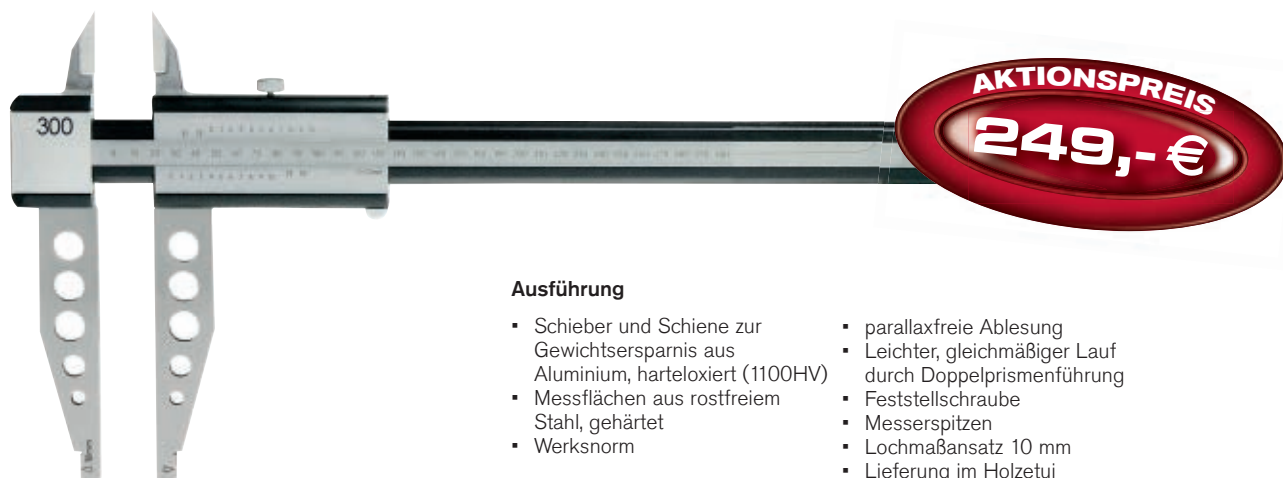 300
AKTIONSPREIS
249,- €
Ausführung
▪ Schieber und Schiene zur
Gewichtsersparnis aus
Aluminium, harteloxiert (1100HV)
▪ Messflächen aus rostfreiem
Stahl, gehärtet
▪ Werksnorm
▪ parallaxfreie Ablesung
▪ Leichter, gleichmäßiger Lauf
durch Doppelprismenführung
▪ Feststellschraube
▪ Messerspitzen
▪ Lochmaßansatz 10 mm
▪ Lieferung im Holzetui